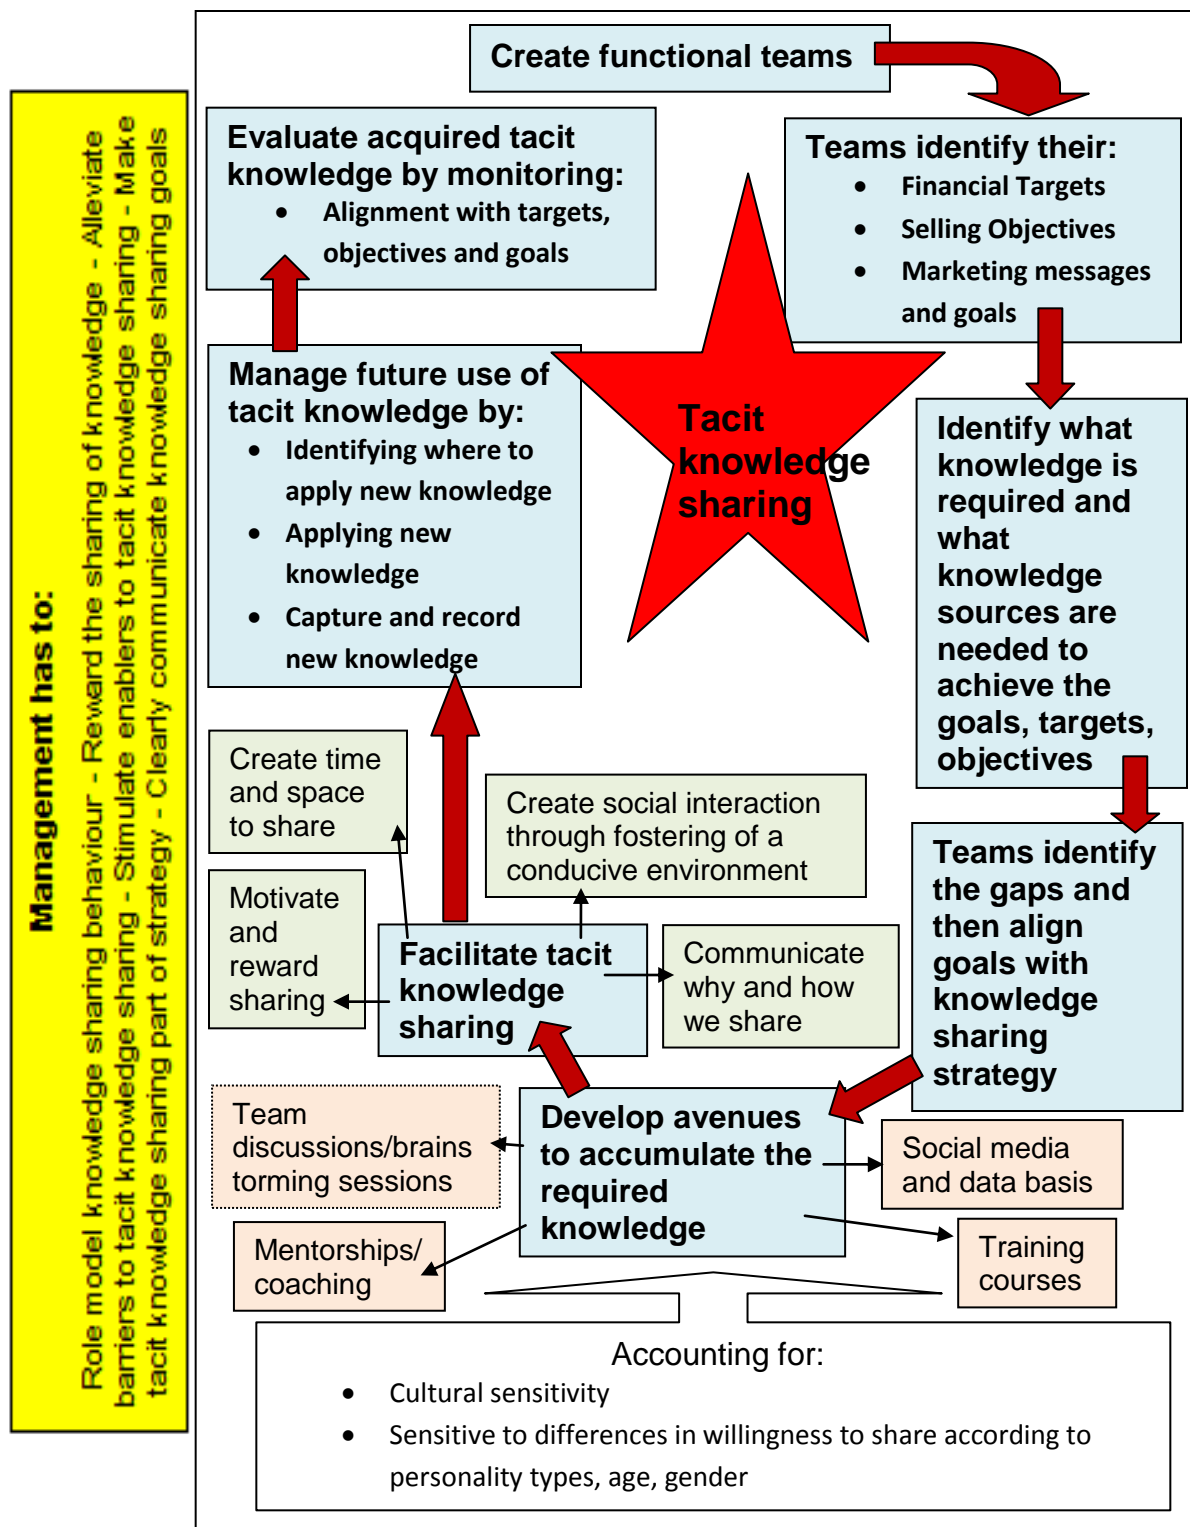 Management has to:
Role model knowledge sharing behaviour - Reward the sharing of knowledge - Alleviate
barriers to tacit knowledge sharing - Stimulate enablers to tacit knowledge sharing - Make
tacit knowledge sharing part of strategy - Clearly communicate knowledge sharing goals
Create functional teams
Teams identify their:
• Financial Targets
• Selling Objectives
• Marketing messages
and goals
Evaluate acquired tacit
knowledge by monitoring:
• Alignment with targets,
objectives and goals
Manage future use of
tacit knowledge by:
• Identifying where to
apply new knowledge
• Applying new
knowledge
• Capture and record
new knowledge
Tacit
knowledge
sharing
Identify what
knowledge is
required and
what
knowledge
sources are
needed to
achieve the
goals, targets,
objectives
Create time
and space
to share
Create social interaction
through fostering of a
conducive environment
Motivate
and
reward
sharing
Facilitate tacit
knowledge
sharing
Communicate
why and how
we share
Teams identify
the gaps and
then align
goals with
knowledge
sharing
strategy
Team
discussions/brains
torming sessions
Develop avenues
to accumulate the
required
knowledge
Social media
and data basis
Mentorships/
coaching
Training
courses
Accounting for:
• Cultural sensitivity
• Sensitive to differences in willingness to share according to
personality types, age, gender